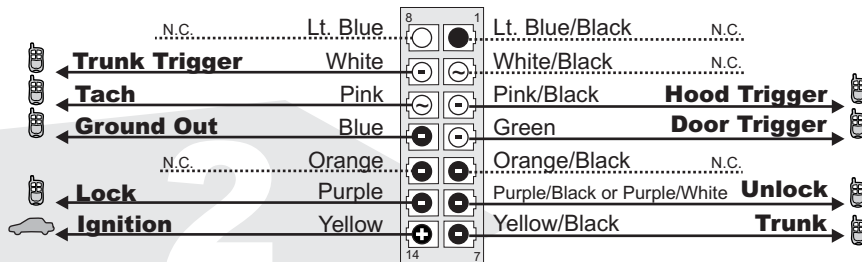 8 1
N.C. Lt. Blue Lt. Blue/Black N.C.
Trunk Trigger White White/Black N.C.
Tach Pink Pink/Black Hood Trigger
Ground Out Blue Green Door Trigger
N.C. Orange Orange/Black N.C.
Lock Purple Purple/Black or Purple/White Unlock
Ignition Yellow Yellow/Black Trunk
14 7
2